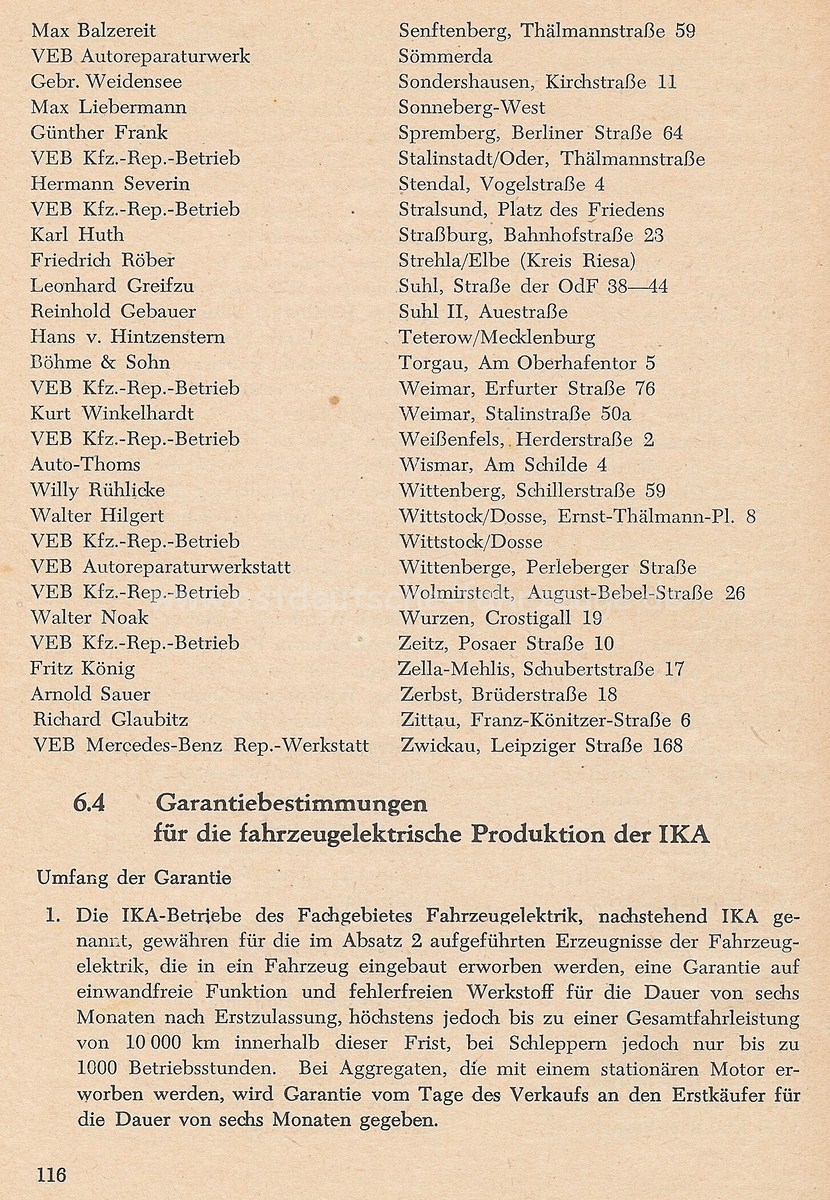 Max Balzereit Senftenberg, Thälmannstraße 59
VEB Autoreparaturwerk Sömmerda
Gebr. Weidensee Sondershausen, Kirchstraße 11
Max Liebermann Sonneberg-West
Günther Frank Spremberg, Berliner Straße 64
VEB Kfz.-Rep.-Betrieb Stalinstadt/Oder, Thälmannstraße
Hermann Severin Stendal, Vogelstraße 4
VEB Kfz.-Rep.-Betrieb Stralsund, Platz des Friedens
Karl Huth Straßburg, Bahnhofstraße 23
Friedrich Röber Strehla/Elbe (Kreis Riesa)
Leonhard Greifzu Suhl, Straße der OdF 38—44
Reinhold Gebauer Suhl II, Auestraße
Hans v. Hintzenstern Teterow/Mecklenburg
Böhme & Sohn Torgau, Am Oberhafentor 5
VEB Kfz.-Rep.-Betrieb Weimar, Erfurter Straße 76
Kurt Winkelhardt Weimar, Stalinstraße 50a
VEB Kfz.-Rep.-Betrieb Weißenfels, Herderstraße 2
Auto-Thoms Wismar, Am Schilde 4
Willy Rühlicke Wittenberg, Schillerstraße 59
Walter Hilgert Wittstock/Dosse, Ernst-Thälmann-Pl. 8
VEB Kfz.-Rep.-Betrieb Wittstock/Dosse
VEB Autoreparaturwerkstatt Wittenberge, Perleberger Straße
VEB Kfz.-Rep.-Betrieb Wolmirstedt, August-Bebel-Straße 26
Walter Noak Wurzen, Crostigall 19
VEB Kfz.-Rep.-Betrieb Zeitz, Posaer Straße 10
Fritz König Zella-Mehlis, Schubertstraße 17
Arnold Sauer Zerbst, Brüderstraße 18
Richard Glaubitz Zittau, Franz-Könitzer-Straße 6
VEB Mercedes-Benz Rep.-Werkstatt Zwickau, Leipziger Straße 168
6.4 Garantiebestimmungen
für die fahrzeugelektrische Produktion der IKA
Umfang der Garantie
1. Die IKA-Betriebe des Fachgebietes Fahrzeugelektrik, nachstehend IKA ge-
nannt, gewähren für die im Absatz 2 aufgeführten Erzeugnisse der Fahrzeug-
elektrik, die in ein Fahrzeug eingebaut erworben werden, eine Garantie auf
einwandfreie Funktion und fehlerfreien Werkstoff für die Dauer von sechs
Monaten nach Erstzulassung, höchstens jedoch bis zu einer Gesamtfahrleistung
von 10 000 km innerhalb dieser Frist, bei Schleppern jedoch nur bis zu
1000 Betriebsstunden. Bei Aggregaten, die mit einem stationären Motor er-
worben werden, wird Garantie vom Tage des Verkaufs an den Erstkäufer für
die Dauer von sechs Monaten gegeben.
116